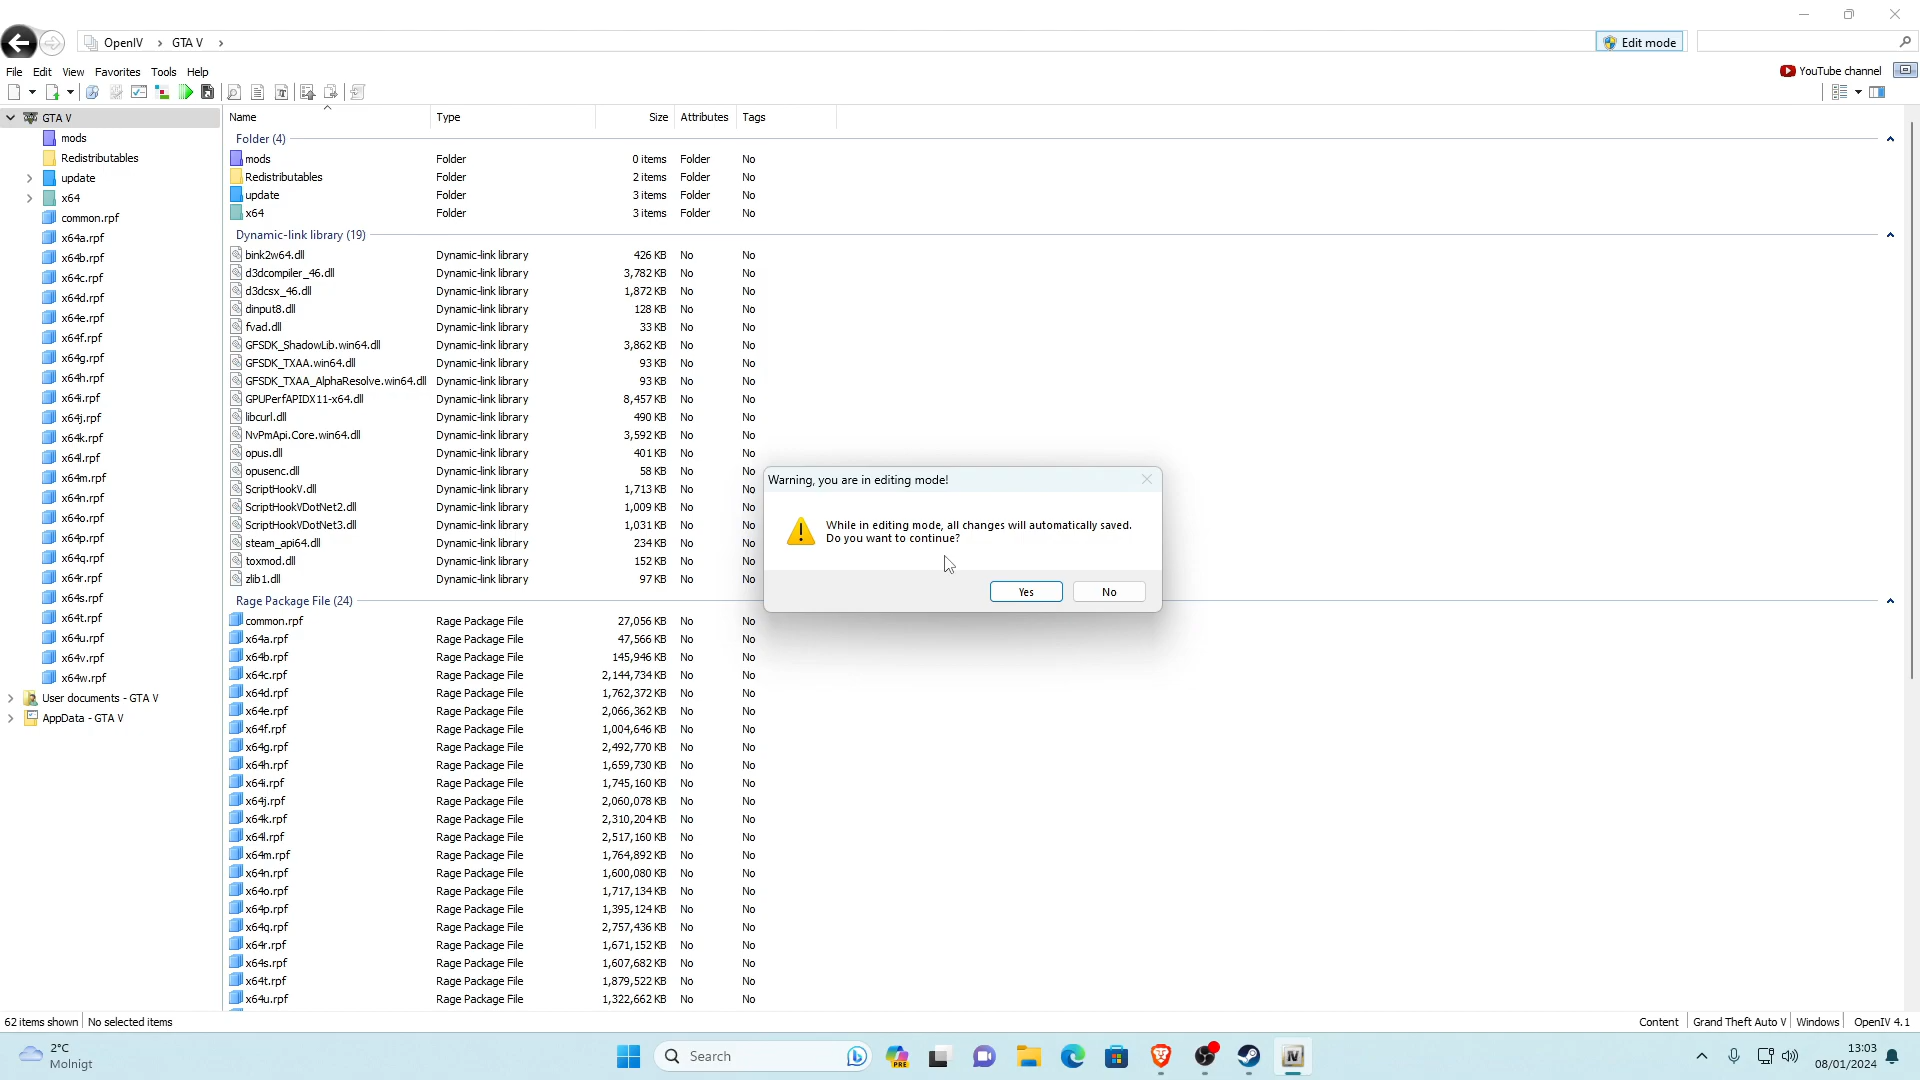 OpenIV > GTA V >
Edit mode
File Edit View Favorites Tools Help
YouTube channel
GTA V
mods
Redistributables
update
x64
common.rpf
x64a.rpf
x64b.rpf
x64c.rpf
x64d.rpf
x64e.rpf
x64f.rpf
x64g.rpf
x64h.rpf
x64i.rpf
x64j.rpf
x64k.rpf
x64l.rpf
x64m.rpf
x64n.rpf
x64o.rpf
x64p.rpf
x64q.rpf
x64r.rpf
x64s.rpf
x64t.rpf
x64u.rpf
x64v.rpf
x64w.rpf
User documents - GTA V
AppData - GTA V
Name Type Size Attributes Tags
Folder (4)
mods Folder 0 items Folder No
Redistributables Folder 2 items Folder No
update Folder 3 items Folder No
x64 Folder 3 items Folder No
Dynamic-link library (19)
bink2w64.dll Dynamic-link library 426 KB No No
d3dcompiler_46.dll Dynamic-link library 3,782 KB No No
d3dcsx_46.dll Dynamic-link library 1,872 KB No No
dinput8.dll Dynamic-link library 128 KB No No
fvad.dll Dynamic-link library 33 KB No No
GFSDK_ShadowLib.win64.dll Dynamic-link library 3,862 KB No No
GFSDK_TXAA.win64.dll Dynamic-link library 93 KB No No
GFSDK_TXAA_AlphaResolve.win64.dll Dynamic-link library 93 KB No No
GPUPerfAPIDX11-x64.dll Dynamic-link library 8,457 KB No No
libcurl.dll Dynamic-link library 490 KB No No
NvPmApi.Core.win64.dll Dynamic-link library 3,592 KB No No
opus.dll Dynamic-link library 401 KB No No
opusenc.dll Dynamic-link library 58 KB No No
ScriptHookV.dll Dynamic-link library 1,713 KB No No
ScriptHookVDotNet2.dll Dynamic-link library 1,009 KB No No
ScriptHookVDotNet3.dll Dynamic-link library 1,031 KB No No
steam_api64.dll Dynamic-link library 234 KB No No
toxmod.dll Dynamic-link library 152 KB No No
zlib1.dll Dynamic-link library 97 KB No No
Rage Package File (24)
common.rpf Rage Package File 27,056 KB No No
x64a.rpf Rage Package File 47,566 KB No No
x64b.rpf Rage Package File 145,946 KB No No
x64c.rpf Rage Package File 2,144,734 KB No No
x64d.rpf Rage Package File 1,762,372 KB No No
x64e.rpf Rage Package File 2,066,362 KB No No
x64f.rpf Rage Package File 1,004,646 KB No No
x64g.rpf Rage Package File 2,492,770 KB No No
x64h.rpf Rage Package File 1,659,730 KB No No
x64i.rpf Rage Package File 1,745,160 KB No No
x64j.rpf Rage Package File 2,060,078 KB No No
x64k.rpf Rage Package File 2,310,204 KB No No
x64l.rpf Rage Package File 2,517,160 KB No No
x64m.rpf Rage Package File 1,764,892 KB No No
x64n.rpf Rage Package File 1,600,080 KB No No
x64o.rpf Rage Package File 1,717,134 KB No No
x64p.rpf Rage Package File 1,395,124 KB No No
x64q.rpf Rage Package File 2,757,436 KB No No
x64r.rpf Rage Package File 1,671,152 KB No No
x64s.rpf Rage Package File 1,607,682 KB No No
x64t.rpf Rage Package File 1,879,522 KB No No
x64u.rpf Rage Package File 1,322,662 KB No No
Warning, you are in editing mode!
While in editing mode, all changes will automatically saved.
Do you want to continue?
Yes No
62 items shown No selected items
Content Grand Theft Auto V Windows OpenIV 4.1
2°C
Molnigt
Search
PRE
IV
13:03
08/01/2024